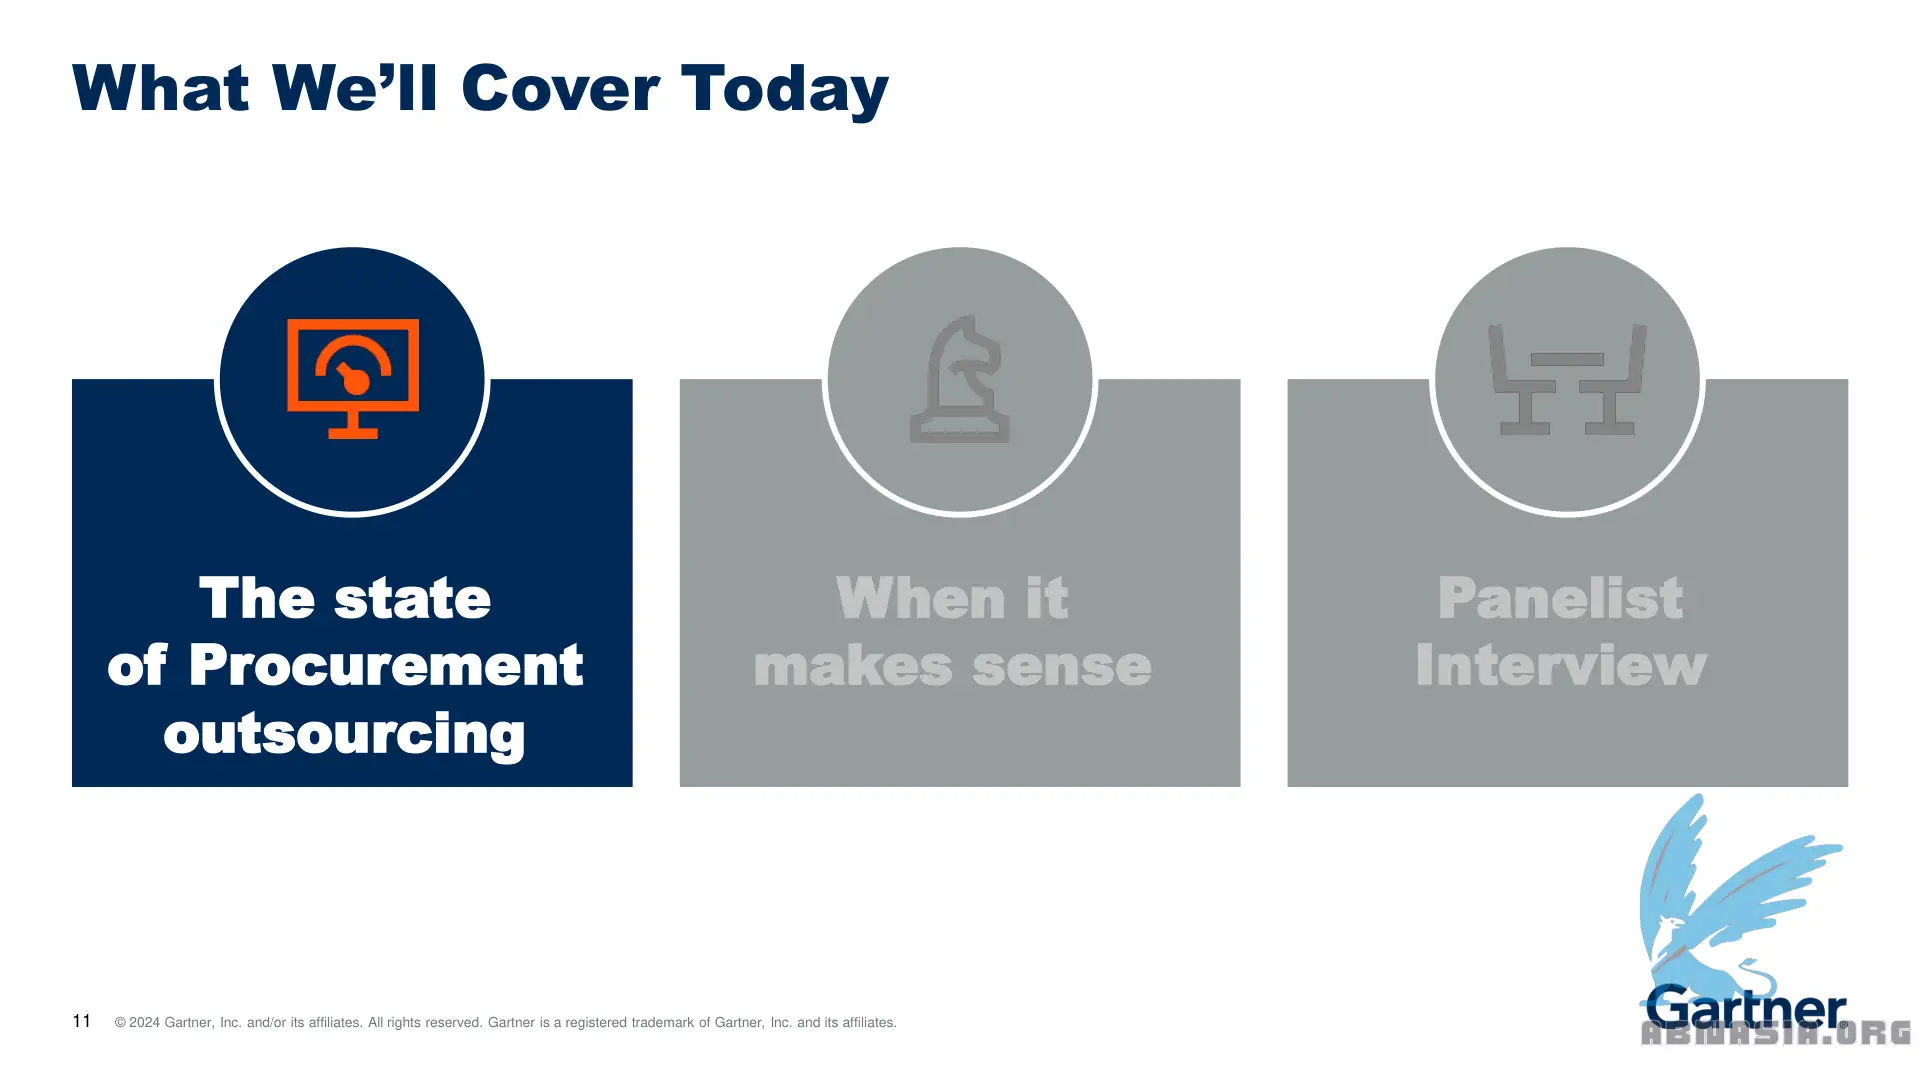 What We’ll Cover Today
The state
of Procurement
outsourcing
When it
makes sense
Panelist
Interview
11 © 2024 Gartner, Inc. and/or its affiliates. All rights reserved. Gartner is a registered trademark of Gartner, Inc. and its affiliates.
Gartner®
ABNASIA.ORG